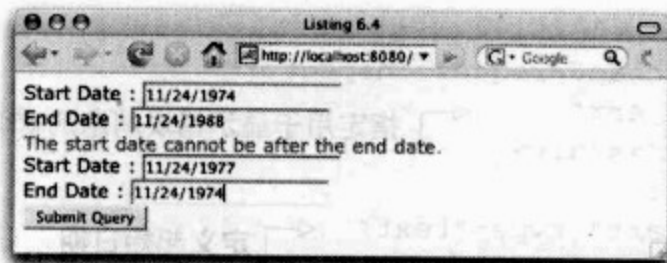 Listing 6.4
http://localhost:8080/ G Google
Start Date : 11/24/1974
End Date : 11/24/1988
The start date cannot be after the end date.
Start Date : 11/24/1977
End Date : 11/24/1974
Submit Query